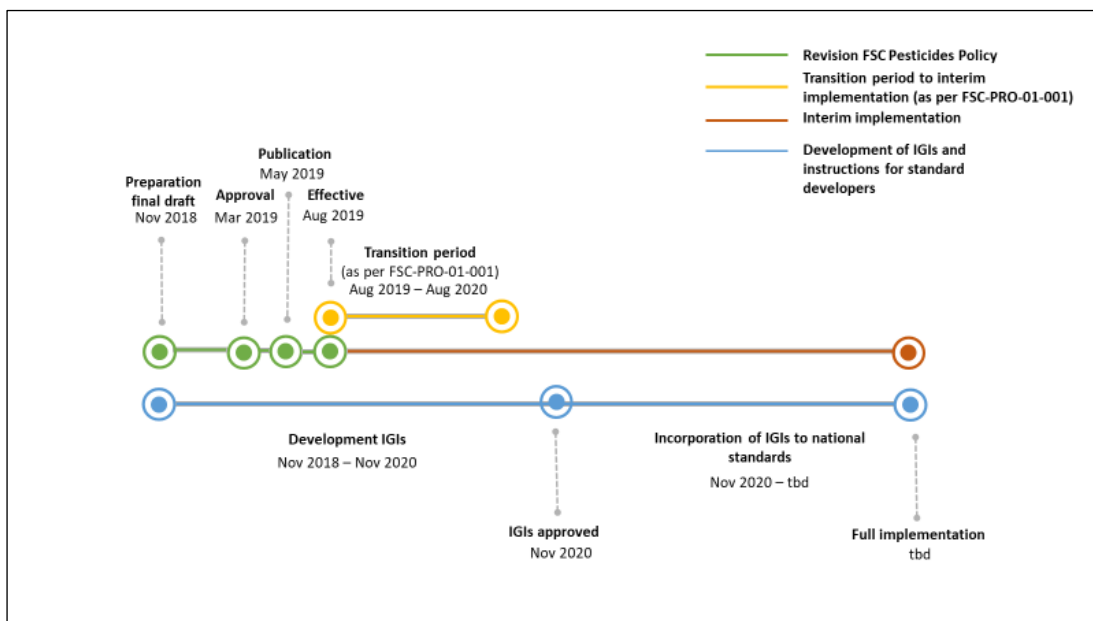 Revision FSC Pesticides Policy
Transition period to interim
implementation (as per FSC-PRO-01-001)
Interim implementation
Development of IGIs and
instructions for standard
developers
Publication
May 2019
Preparation
final draft
Nov 2018
Approval
Mar 2019
Effective
Aug 2019
Transition period
(as per FSC-PRO-01-001)
Aug 2019 – Aug 2020
Development IGIs
Nov 2018 – Nov 2020
Incorporation of IGIs to national
standards
Nov 2020 – tbd
IGIs approved
Nov 2020
Full implementation
tbd